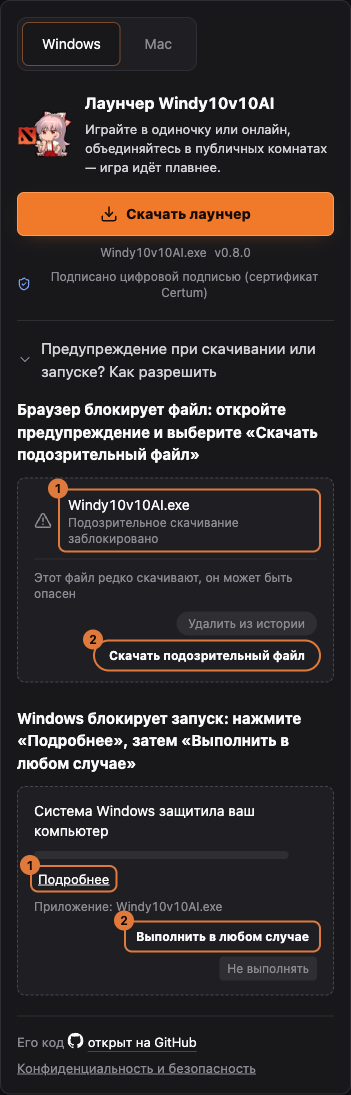 Windows
Mac
Лаунчер Windy10v10AI
Играйте в одиночку или онлайн,
объединяйтесь в публичных комнатах
— игра идёт плавнее.
Скачать лаунчер
Windy10v10AI.exe v0.8.0
Подписано цифровой подписью (сертификат
Certum)
Предупреждение при скачивании или
запуске? Как разрешить
Браузер блокирует файл: откройте
предупреждение и выберите «Скачать
подозрительный файл»
1
Windy10v10AI.exe
Подозрительное скачивание
заблокировано
Этот файл редко скачивают, он может быть
опасен
Удалить из истории
2
Скачать подозрительный файл
Windows блокирует запуск: нажмите
«Подробнее», затем «Выполнить в
любом случае»
Система Windows защитила ваш
компьютер
1
Подробнее
Приложение: Windy10v10AI.exe
2
Выполнить в любом случае
Не выполнять
Его код открыт на GitHub
Конфиденциальность и безопасность